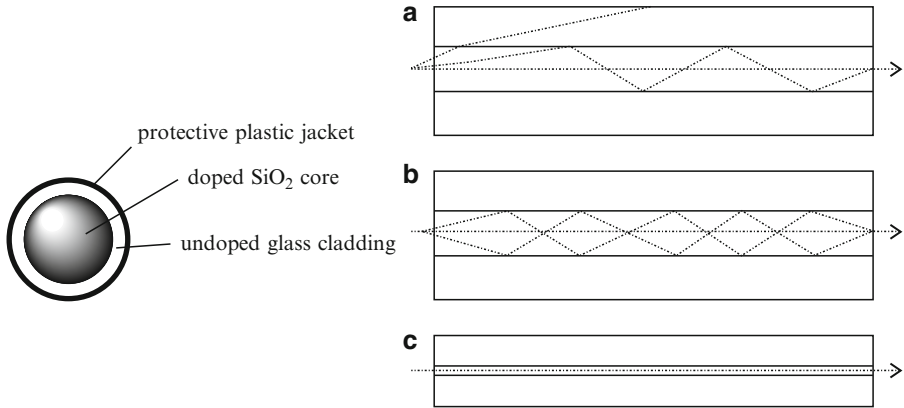 a
protective plastic jacket
doped SiO₂ core
b
undoped glass cladding
c